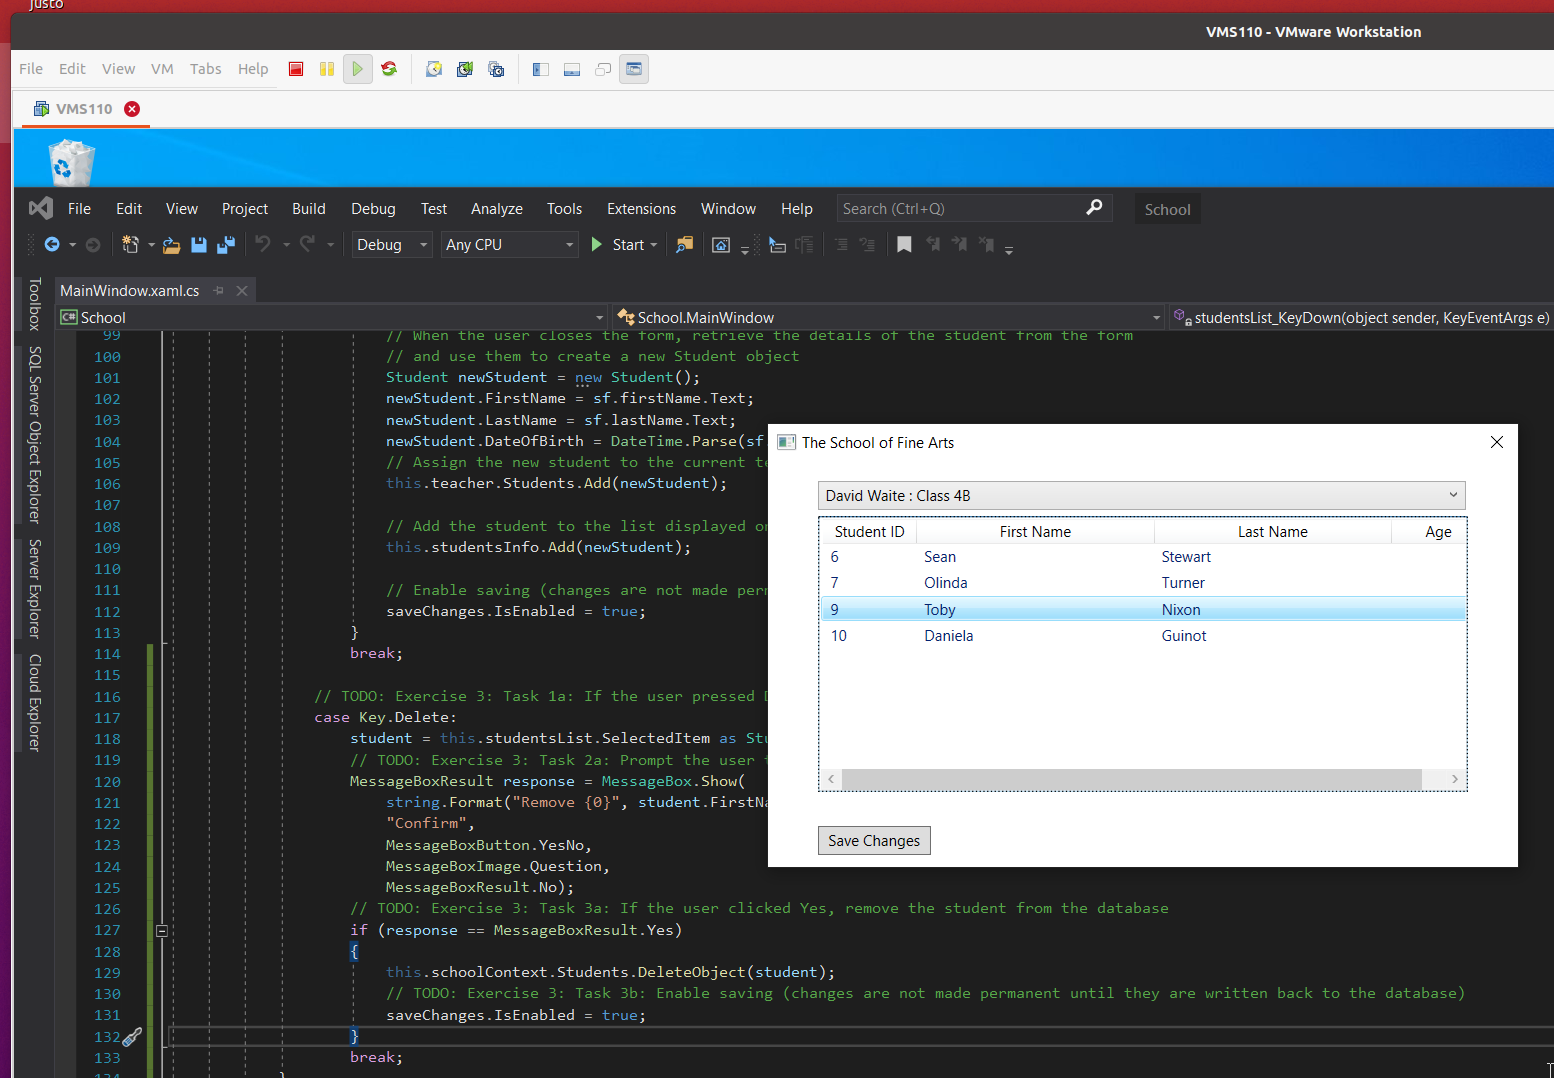 justo
VMS110 - VMware Workstation
File Edit View VM Tabs Help
VMS110
File Edit View Project Build Debug Test Analyze Tools Extensions Window Help Search (Ctrl+Q) School
Debug Any CPU Start
MainWindow.xaml.cs
C# School School.MainWindow studentsList_KeyDown(object sender, KeyEventArgs e)
Toolbox
SQL Server Object Explorer
Server Explorer
Cloud Explorer
99 // When the user closes the form, retrieve the details of the student from the form
100 // and use them to create a new Student object
101 Student newStudent = new Student();
102 newStudent.FirstName = sf.firstName.Text;
103 newStudent.LastName = sf.lastName.Text;
104 newStudent.DateOfBirth = DateTime.Parse(sf
105 // Assign the new student to the current te
106 this.teacher.Students.Add(newStudent);
107
108 // Add the student to the list displayed on
109 this.studentsInfo.Add(newStudent);
110
111 // Enable saving (changes are not made perm
112 saveChanges.IsEnabled = true;
113 }
114 break;
115
116 // TODO: Exercise 3: Task 1a: If the user pressed D
117 case Key.Delete:
118 student = this.studentsList.SelectedItem as Stu
119 // TODO: Exercise 3: Task 2a: Prompt the user t
120 MessageBoxResult response = MessageBox.Show(
121 string.Format("Remove {0}", student.FirstNa
122 "Confirm",
123 MessageBoxButton.YesNo,
124 MessageBoxImage.Question,
125 MessageBoxResult.No);
126 // TODO: Exercise 3: Task 3a: If the user clicked Yes, remove the student from the database
127 if (response == MessageBoxResult.Yes)
128 {
129 this.schoolContext.Students.DeleteObject(student);
130 // TODO: Exercise 3: Task 3b: Enable saving (changes are not made permanent until they are written back to the database)
131 saveChanges.IsEnabled = true;
132 }
133 break;
134 }
The School of Fine Arts
David Waite : Class 4B
Student ID First Name Last Name Age
6 Sean Stewart
7 Olinda Turner
9 Toby Nixon
10 Daniela Guinot
Save Changes